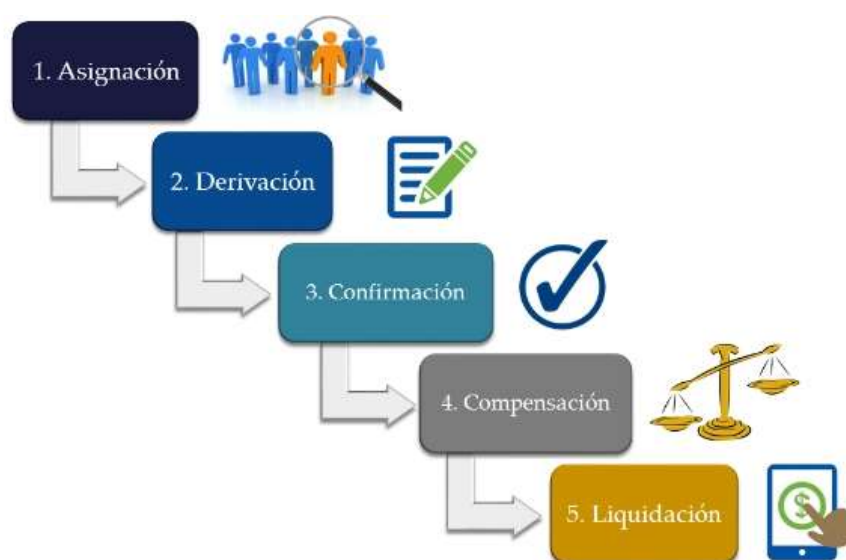 1. Asignación
2. Derivación
3. Confirmación
4. Compensación
5. Liquidación
$